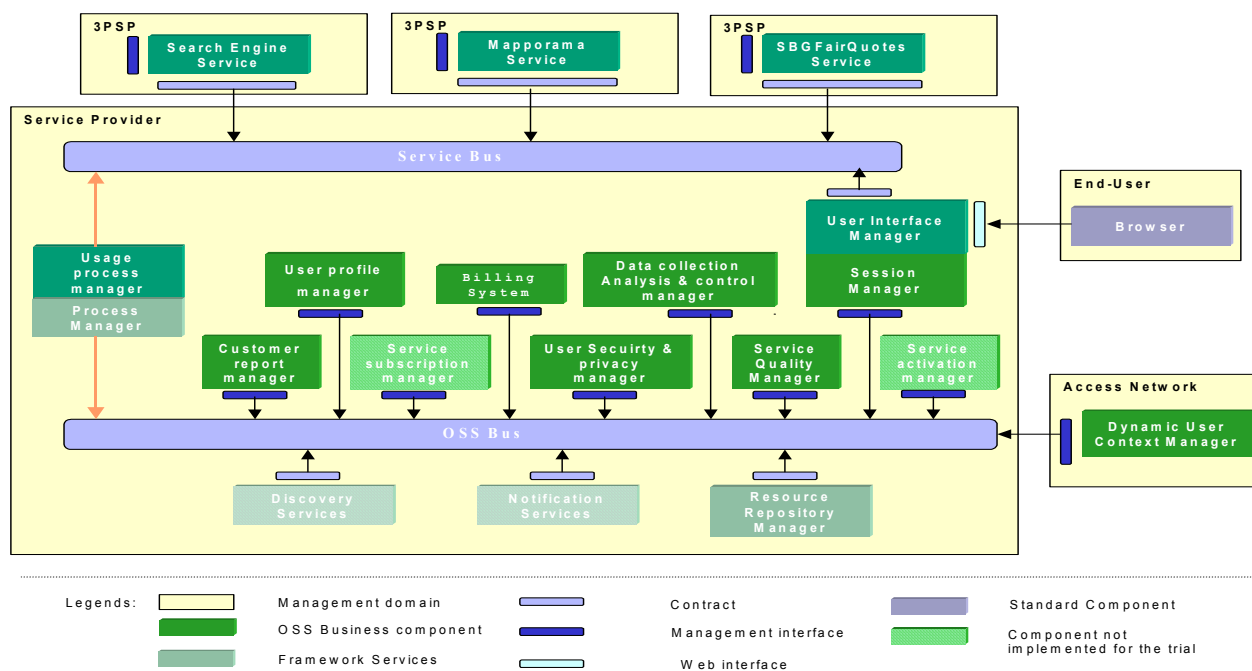 3PSP
Search Engine
Service
3PSP
Mapporama
Service
3PSP
SBGFairQuotes
Service
Service Provider
Service Bus
End-User
Browser
User Interface
Manager
Session
Manager
Usage
process
manager
Process
Manager
User profile
manager
Billing
System
Data collection
Analysis & control
manager
Customer
report
manager
Service
subscription
manager
User Secuirty &
privacy
manager
Service
Quality
Manager
Service
activation
manager
Access Network
Dynamic User
Context Manager
OSS Bus
Discovery
Services
Notification
Services
Resource
Repository
Manager
Legends:
Management domain
Contract
Standard Component
OSS Business component
Management interface
Component not
implemented for the trial
Framework Services
Web interface